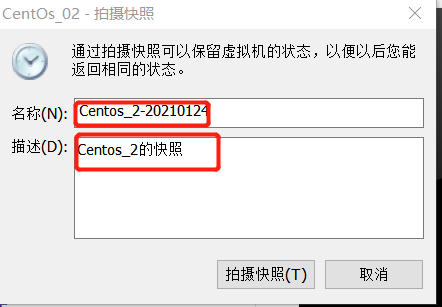 CentOs_02 - 拍摄快照
通过拍摄快照可以保留虚拟机的状态，以便以后您能
返回相同的状态。
名称(N): Centos_2-20210124
描述(D): Centos_2的快照
拍摄快照(T) 取消